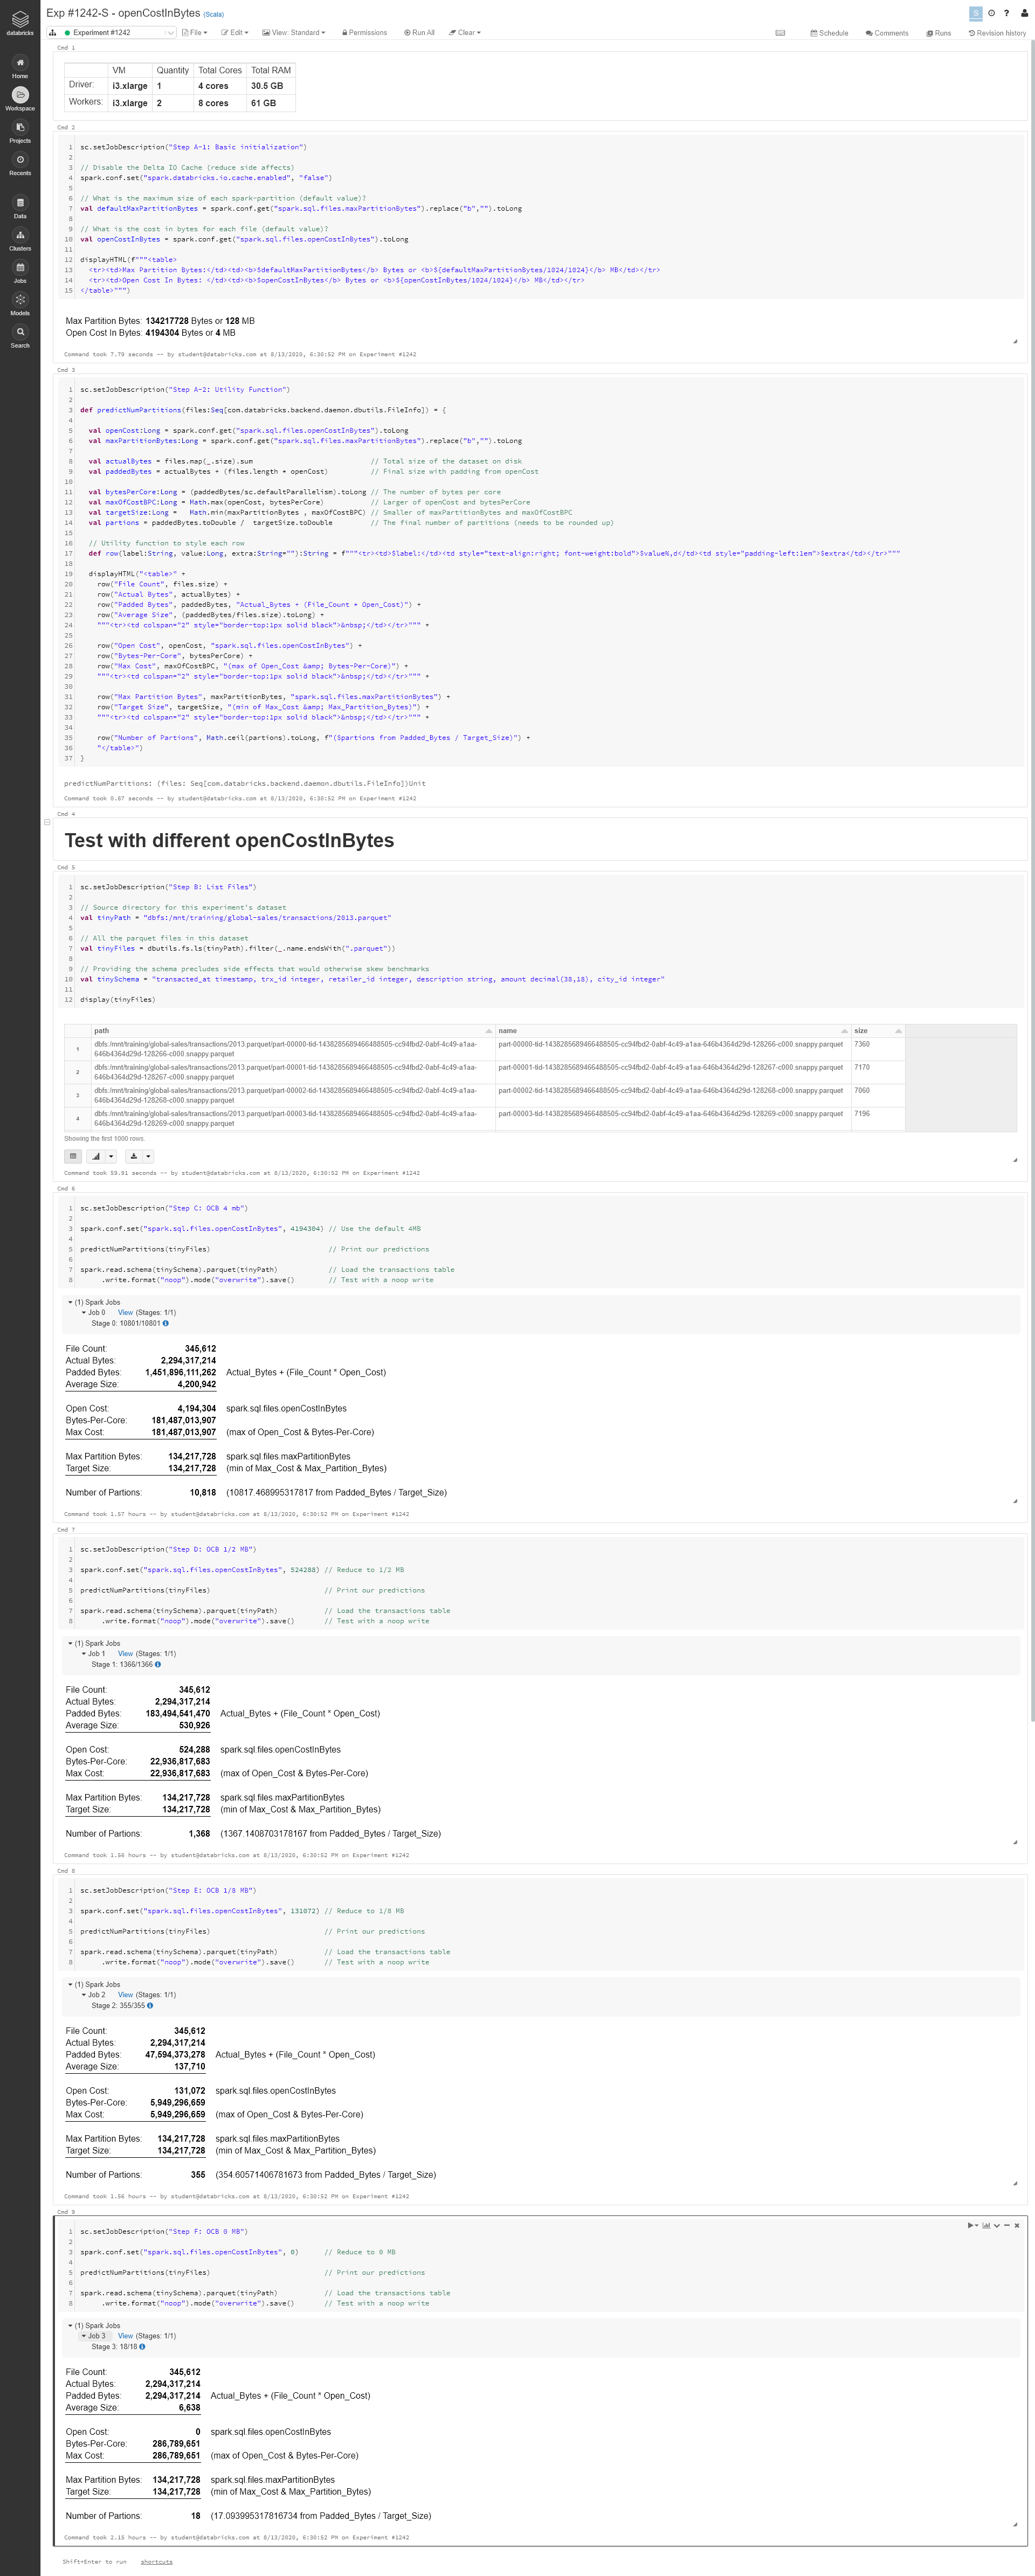 Exp #1242-S - openCostInBytes (Scala)
S
databricks
Experiment #1242
File
Edit
View: Standard
Permissions
Run All
Clear
Schedule
Comments
Runs
Revision history
Home
Workspace
Projects
Recents
Data
Clusters
Jobs
Models
Search
Cmd 1
VM Quantity Total Cores Total RAM
Driver: i3.xlarge 1 4 cores 30.5 GB
Workers: i3.xlarge 2 8 cores 61 GB
Cmd 2
1 sc.setJobDescription("Step A-1: Basic initialization")
2
3 // Disable the Delta IO Cache (reduce side affects)
4 spark.conf.set("spark.databricks.io.cache.enabled", "false")
5
6 // What is the maximum size of each spark-partition (default value)?
7 val defaultMaxPartitionBytes = spark.conf.get("spark.sql.files.maxPartitionBytes").replace("b","").toLong
8
9 // What is the cost in bytes for each file (default value)?
10 val openCostInBytes = spark.conf.get("spark.sql.files.openCostInBytes").toLong
11
12 displayHTML(f"""<table>
13 <tr><td>Max Partition Bytes:</td><td><b>$defaultMaxPartitionBytes</b> Bytes or <b>${defaultMaxPartitionBytes/1024/1024}</b> MB</td></tr>
14 <tr><td>Open Cost In Bytes: </td><td><b>$openCostInBytes</b> Bytes or <b>${openCostInBytes/1024/1024}</b> MB</td></tr>
15 </table>""")
Max Partition Bytes: 134217728 Bytes or 128 MB
Open Cost In Bytes: 4194304 Bytes or 4 MB
Command took 7.79 seconds -- by student@databricks.com at 8/13/2020, 6:30:52 PM on Experiment #1242
Cmd 3
1 sc.setJobDescription("Step A-2: Utility Function")
2
3 def predictNumPartitions(files:Seq[com.databricks.backend.daemon.dbutils.FileInfo]) = {
4
5 val openCost:Long = spark.conf.get("spark.sql.files.openCostInBytes").toLong
6 val maxPartitionBytes:Long = spark.conf.get("spark.sql.files.maxPartitionBytes").replace("b","").toLong
7
8 val actualBytes = files.map(_.size).sum // Total size of the dataset on disk
9 val paddedBytes = actualBytes + (files.length * openCost) // Final size with padding from openCost
10
11 val bytesPerCore:Long = (paddedBytes/sc.defaultParallelism).toLong // The number of bytes per core
12 val maxOfCostBPC:Long = Math.max(openCost, bytesPerCore) // Larger of openCost and bytesPerCore
13 val targetSize:Long = Math.min(maxPartitionBytes , maxOfCostBPC) // Smaller of maxPartitionBytes and maxOfCostBPC
14 val partions = paddedBytes.toDouble / targetSize.toDouble // The final number of partitions (needs to be rounded up)
15
16 // Utility function to style each row
17 def row(label:String, value:Long, extra:String=""):String = f"""<tr><td>$label:</td><td style="text-align:right; font-weight:bold">$value%,d</td><td style="padding-left:1em">$extra</td></tr>"""
18
19 displayHTML("<table>" +
20 row("File Count", files.size) +
21 row("Actual Bytes", actualBytes) +
22 row("Padded Bytes", paddedBytes, "Actual_Bytes + (File_Count * Open_Cost)") +
23 row("Average Size", (paddedBytes/files.size).toLong) +
24 """<tr><td colspan="2" style="border-top:1px solid black">&nbsp;</td></tr>""" +
25
26 row("Open Cost", openCost, "spark.sql.files.openCostInBytes") +
27 row("Bytes-Per-Core", bytesPerCore) +
28 row("Max Cost", maxOfCostBPC, "(max of Open_Cost &amp; Bytes-Per-Core)") +
29 """<tr><td colspan="2" style="border-top:1px solid black">&nbsp;</td></tr>""" +
30
31 row("Max Partition Bytes", maxPartitionBytes, "spark.sql.files.maxPartitionBytes") +
32 row("Target Size", targetSize, "(min of Max_Cost &amp; Max_Partition_Bytes)") +
33 """<tr><td colspan="2" style="border-top:1px solid black">&nbsp;</td></tr>""" +
34
35 row("Number of Partions", Math.ceil(partions).toLong, f"($partions from Padded_Bytes / Target_Size)") +
36 "</table>")
37 }
predictNumPartitions: (files: Seq[com.databricks.backend.daemon.dbutils.FileInfo])Unit
Command took 0.87 seconds -- by student@databricks.com at 8/13/2020, 6:30:52 PM on Experiment #1242
Cmd 4
Test with different openCostInBytes
Cmd 5
1 sc.setJobDescription("Step B: List Files")
2
3 // Source directory for this experiment's dataset
4 val tinyPath = "dbfs:/mnt/training/global-sales/transactions/2013.parquet"
5
6 // All the parquet files in this dataset
7 val tinyFiles = dbutils.fs.ls(tinyPath).filter(_.name.endsWith(".parquet"))
8
9 // Providing the schema precludes side effects that would otherwise skew benchmarks
10 val tinySchema = "transacted_at timestamp, trx_id integer, retailer_id integer, description string, amount decimal(38,18), city_id integer"
11
12 display(tinyFiles)
path name size
1 dbfs:/mnt/training/global-sales/transactions/2013.parquet/part-00000-tid-1438285689466488505-cc94fbd2-0abf-4c49-a1aa- part-00000-tid-1438285689466488505-cc94fbd2-0abf-4c49-a1aa-646b4364d29d-128266-c000.snappy.parquet 7360
646b4364d29d-128266-c000.snappy.parquet
2 dbfs:/mnt/training/global-sales/transactions/2013.parquet/part-00001-tid-1438285689466488505-cc94fbd2-0abf-4c49-a1aa- part-00001-tid-1438285689466488505-cc94fbd2-0abf-4c49-a1aa-646b4364d29d-128267-c000.snappy.parquet 7170
646b4364d29d-128267-c000.snappy.parquet
3 dbfs:/mnt/training/global-sales/transactions/2013.parquet/part-00002-tid-1438285689466488505-cc94fbd2-0abf-4c49-a1aa- part-00002-tid-1438285689466488505-cc94fbd2-0abf-4c49-a1aa-646b4364d29d-128268-c000.snappy.parquet 7060
646b4364d29d-128268-c000.snappy.parquet
4 dbfs:/mnt/training/global-sales/transactions/2013.parquet/part-00003-tid-1438285689466488505-cc94fbd2-0abf-4c49-a1aa- part-00003-tid-1438285689466488505-cc94fbd2-0abf-4c49-a1aa-646b4364d29d-128269-c000.snappy.parquet 7196
646b4364d29d-128269-c000.snappy.parquet
Showing the first 1000 rows.
Command took 59.91 seconds -- by student@databricks.com at 8/13/2020, 6:30:52 PM on Experiment #1242
Cmd 6
1 sc.setJobDescription("Step C: OCB 4 mb")
2
3 spark.conf.set("spark.sql.files.openCostInBytes", 4194304) // Use the default 4MB
4
5 predictNumPartitions(tinyFiles) // Print our predictions
6
7 spark.read.schema(tinySchema).parquet(tinyPath) // Load the transactions table
8 .write.format("noop").mode("overwrite").save() // Test with a noop write
(1) Spark Jobs
Job 0 View (Stages: 1/1)
Stage 0: 10801/10801
File Count: 345,612
Actual Bytes: 2,294,317,214
Padded Bytes: 1,451,896,111,262 Actual_Bytes + (File_Count * Open_Cost)
Average Size: 4,200,942
Open Cost: 4,194,304 spark.sql.files.openCostInBytes
Bytes-Per-Core: 181,487,013,907
Max Cost: 181,487,013,907 (max of Open_Cost & Bytes-Per-Core)
Max Partition Bytes: 134,217,728 spark.sql.files.maxPartitionBytes
Target Size: 134,217,728 (min of Max_Cost & Max_Partition_Bytes)
Number of Partions: 10,818 (10817.468995317817 from Padded_Bytes / Target_Size)
Command took 1.57 hours -- by student@databricks.com at 8/13/2020, 6:30:52 PM on Experiment #1242
Cmd 7
1 sc.setJobDescription("Step D: OCB 1/2 MB")
2
3 spark.conf.set("spark.sql.files.openCostInBytes", 524288) // Reduce to 1/2 MB
4
5 predictNumPartitions(tinyFiles) // Print our predictions
6
7 spark.read.schema(tinySchema).parquet(tinyPath) // Load the transactions table
8 .write.format("noop").mode("overwrite").save() // Test with a noop write
(1) Spark Jobs
Job 1 View (Stages: 1/1)
Stage 1: 1366/1366
File Count: 345,612
Actual Bytes: 2,294,317,214
Padded Bytes: 183,494,541,470 Actual_Bytes + (File_Count * Open_Cost)
Average Size: 530,926
Open Cost: 524,288 spark.sql.files.openCostInBytes
Bytes-Per-Core: 22,936,817,683
Max Cost: 22,936,817,683 (max of Open_Cost & Bytes-Per-Core)
Max Partition Bytes: 134,217,728 spark.sql.files.maxPartitionBytes
Target Size: 134,217,728 (min of Max_Cost & Max_Partition_Bytes)
Number of Partions: 1,368 (1367.1408703178167 from Padded_Bytes / Target_Size)
Command took 1.56 hours -- by student@databricks.com at 8/13/2020, 6:30:52 PM on Experiment #1242
Cmd 8
1 sc.setJobDescription("Step E: OCB 1/8 MB")
2
3 spark.conf.set("spark.sql.files.openCostInBytes", 131072) // Reduce to 1/8 MB
4
5 predictNumPartitions(tinyFiles) // Print our predictions
6
7 spark.read.schema(tinySchema).parquet(tinyPath) // Load the transactions table
8 .write.format("noop").mode("overwrite").save() // Test with a noop write
(1) Spark Jobs
Job 2 View (Stages: 1/1)
Stage 2: 355/355
File Count: 345,612
Actual Bytes: 2,294,317,214
Padded Bytes: 47,594,373,278 Actual_Bytes + (File_Count * Open_Cost)
Average Size: 137,710
Open Cost: 131,072 spark.sql.files.openCostInBytes
Bytes-Per-Core: 5,949,296,659
Max Cost: 5,949,296,659 (max of Open_Cost & Bytes-Per-Core)
Max Partition Bytes: 134,217,728 spark.sql.files.maxPartitionBytes
Target Size: 134,217,728 (min of Max_Cost & Max_Partition_Bytes)
Number of Partions: 355 (354.60571406781673 from Padded_Bytes / Target_Size)
Command took 1.56 hours -- by student@databricks.com at 8/13/2020, 6:30:52 PM on Experiment #1242
Cmd 9
1 sc.setJobDescription("Step F: OCB 0 MB")
2
3 spark.conf.set("spark.sql.files.openCostInBytes", 0) // Reduce to 0 MB
4
5 predictNumPartitions(tinyFiles) // Print our predictions
6
7 spark.read.schema(tinySchema).parquet(tinyPath) // Load the transactions table
8 .write.format("noop").mode("overwrite").save() // Test with a noop write
(1) Spark Jobs
Job 3 View (Stages: 1/1)
Stage 3: 18/18
File Count: 345,612
Actual Bytes: 2,294,317,214
Padded Bytes: 2,294,317,214 Actual_Bytes + (File_Count * Open_Cost)
Average Size: 6,638
Open Cost: 0 spark.sql.files.openCostInBytes
Bytes-Per-Core: 286,789,651
Max Cost: 286,789,651 (max of Open_Cost & Bytes-Per-Core)
Max Partition Bytes: 134,217,728 spark.sql.files.maxPartitionBytes
Target Size: 134,217,728 (min of Max_Cost & Max_Partition_Bytes)
Number of Partions: 18 (17.093995317816734 from Padded_Bytes / Target_Size)
Command took 2.15 hours -- by student@databricks.com at 8/13/2020, 6:30:52 PM on Experiment #1242
Shift+Enter to run shortcuts